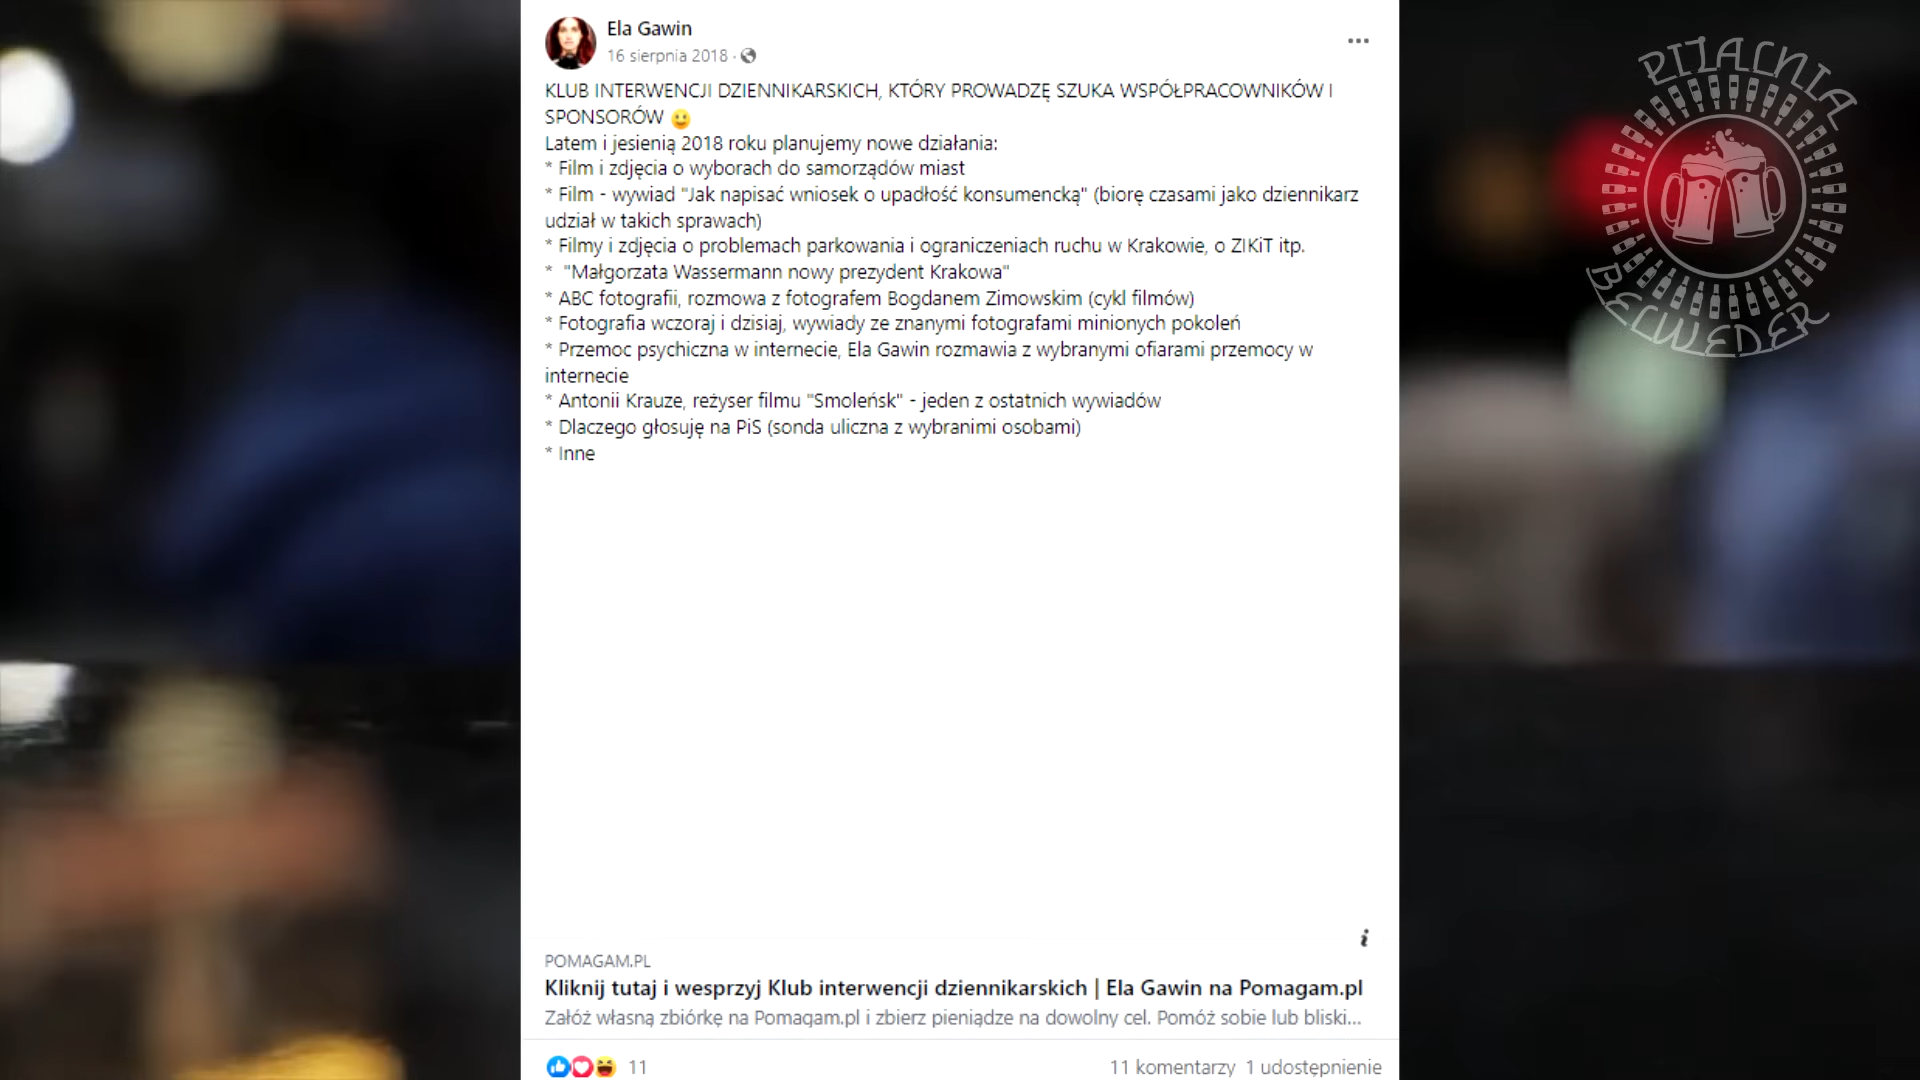 Ela Gawin
16 sierpnia 2018 ·
KLUB INTERWENCJI DZIENNIKARSKICH, KTÓRY PROWADZĘ SZUKA WSPÓŁPRACOWNIKÓW I
SPONSORÓW 🙂
Latem i jesienią 2018 roku planujemy nowe działania:
* Film i zdjęcia o wyborach do samorządów miast
* Film - wywiad "Jak napisać wniosek o upadłość konsumencką" (biorę czasami jako dziennikarz
udział w takich sprawach)
* Filmy i zdjęcia o problemach parkowania i ograniczeniach ruchu w Krakowie, o ZIKiT itp.
* "Małgorzata Wassermann nowy prezydent Krakowa"
* ABC fotografii, rozmowa z fotografem Bogdanem Zimowskim (cykl filmów)
* Fotografia wczoraj i dzisiaj, wywiady ze znanymi fotografami minionych pokoleń
* Przemoc psychiczna w internecie, Ela Gawin rozmawia z wybranymi ofiarami przemocy w
internecie
* Antonii Krauze, reżyser filmu "Smoleńsk" - jeden z ostatnich wywiadów
* Dlaczego głosuję na PiS (sonda uliczna z wybranimi osobami)
* Inne
POMAGAM.PL
Kliknij tutaj i wesprzyj Klub interwencji dziennikarskich | Ela Gawin na Pomagam.pl
Załóż własną zbiórkę na Pomagam.pl i zbierz pieniądze na dowolny cel. Pomóż sobie lub bliski...
11
11 komentarzy 1 udostępnienie
PIJALNIA
BELWEDER